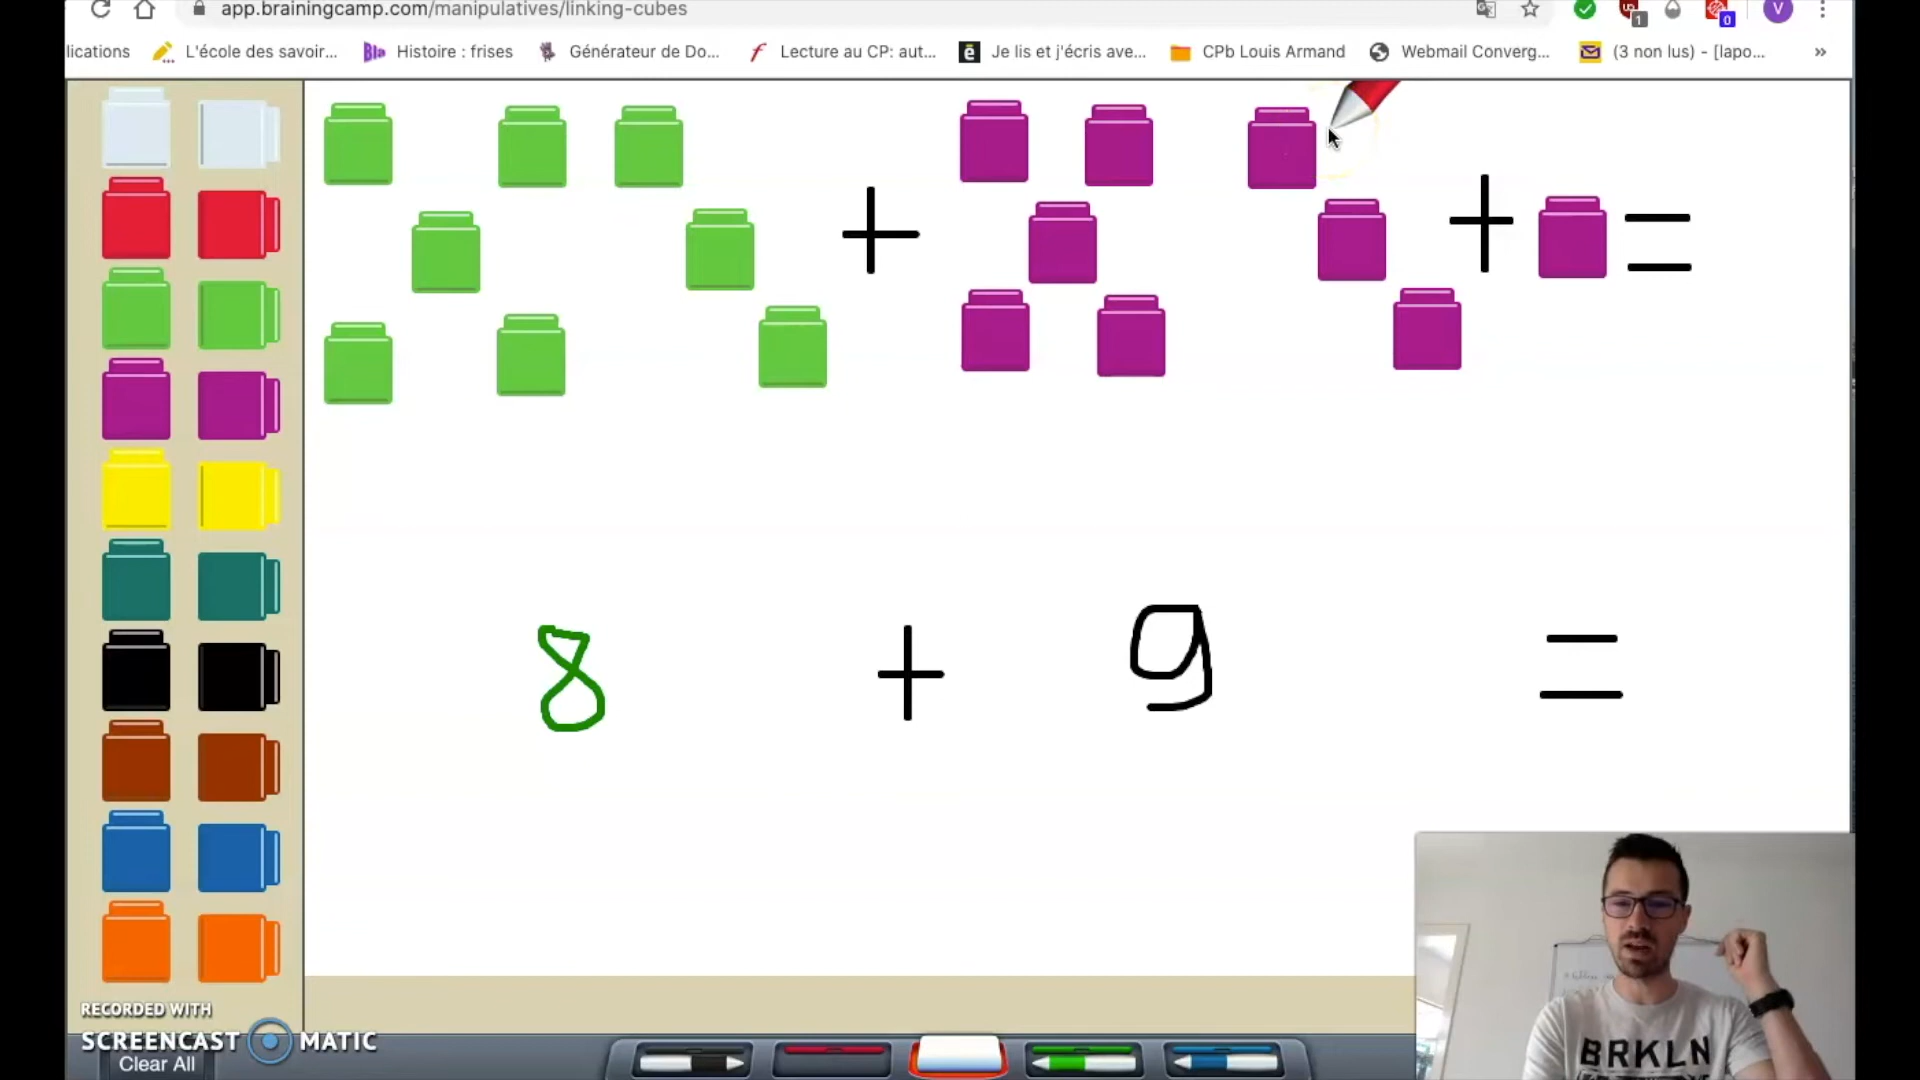 app.brainingcamp.com/manipulatives/linking-cubes
lications L'école des savoir... Histoire : frises Générateur de Do... Lecture au CP: aut... Je lis et j'écris ave... CPb Louis Armand Webmail Converg... (3 non lus) - [lapo... »
+ + =
8 + 9 =
RECORDED WITH
SCREENCAST MATIC
Clear All
BRKLN